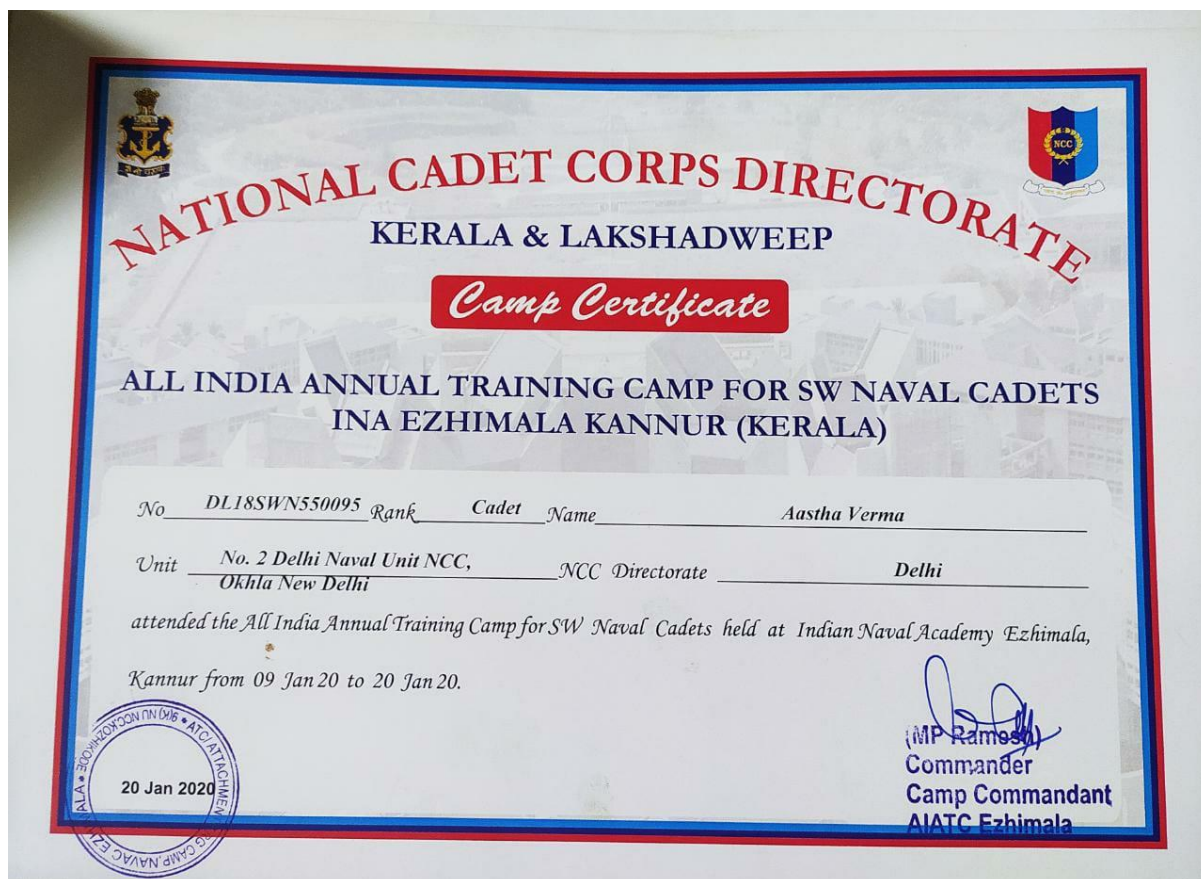 NCC
NATIONAL CADET CORPS DIRECTORATE
KERALA & LAKSHADWEEP
Camp Certificate
ALL INDIA ANNUAL TRAINING CAMP FOR SW NAVAL CADETS
INA EZHIMALA KANNUR (KERALA)
No DL18SWN550095 Rank Cadet Name Aastha Verma
Unit No. 2 Delhi Naval Unit NCC, NCC Directorate Delhi
Okhla New Delhi
attended the All India Annual Training Camp for SW Naval Cadets held at Indian Naval Academy Ezhimala,
Kannur from 09 Jan 20 to 20 Jan 20.
(MP Ramesh)
Commander
Camp Commandant
AIATC Ezhimala
20 Jan 2020